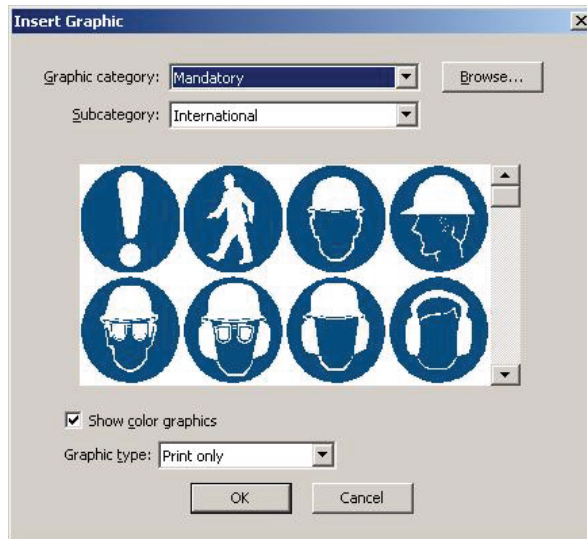 Insert Graphic
Graphic category: Mandatory Browse...
Subcategory: International
Show color graphics
Graphic type: Print only
OK Cancel